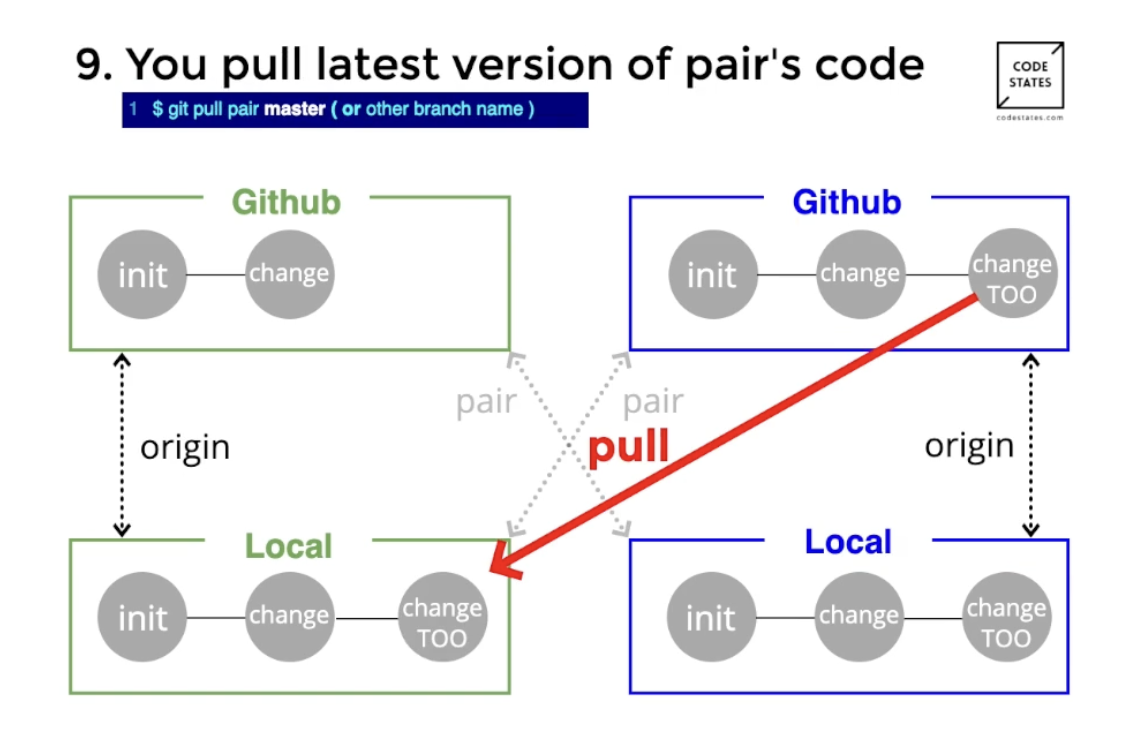 9. You pull latest version of pair's code
CODE
STATES
codestates.com
1 $ git pull pair master ( or other branch name )
Github
init
change
Github
init
change
change
TOO
pair
pair
origin
pull
origin
Local
init
change
change
TOO
Local
init
change
change
TOO